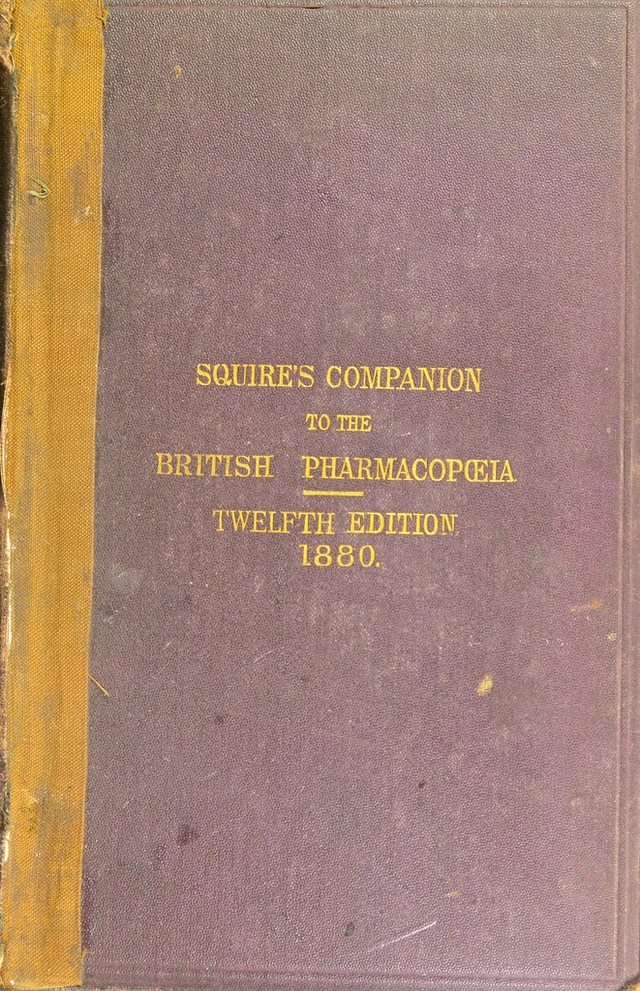 SQUIRE'S COMPANION
TO THE
BRITISH PHARMACOPŒIA.
TWELFTH EDITION,
1880.